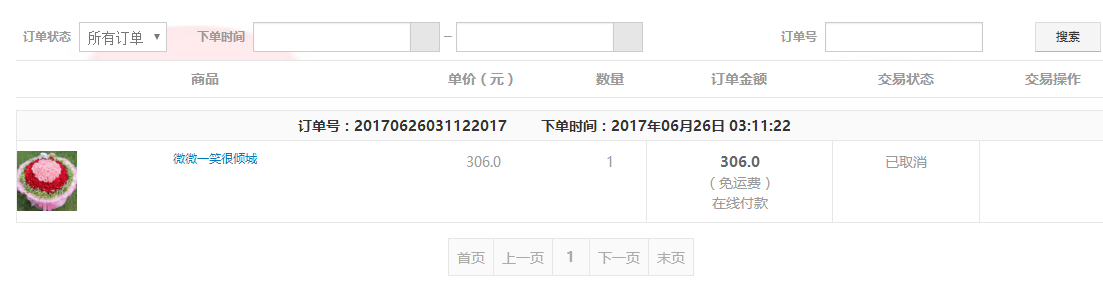 订单状态 所有订单 下单时间 – 订单号 搜索
商品 单价（元） 数量 订单金额 交易状态 交易操作
订单号：20170626031122017 下单时间：2017年06月26日 03:11:22
微微一笑很倾城 306.0 1 306.0 已取消
（免运费）
在线付款
首页 上一页 1 下一页 末页